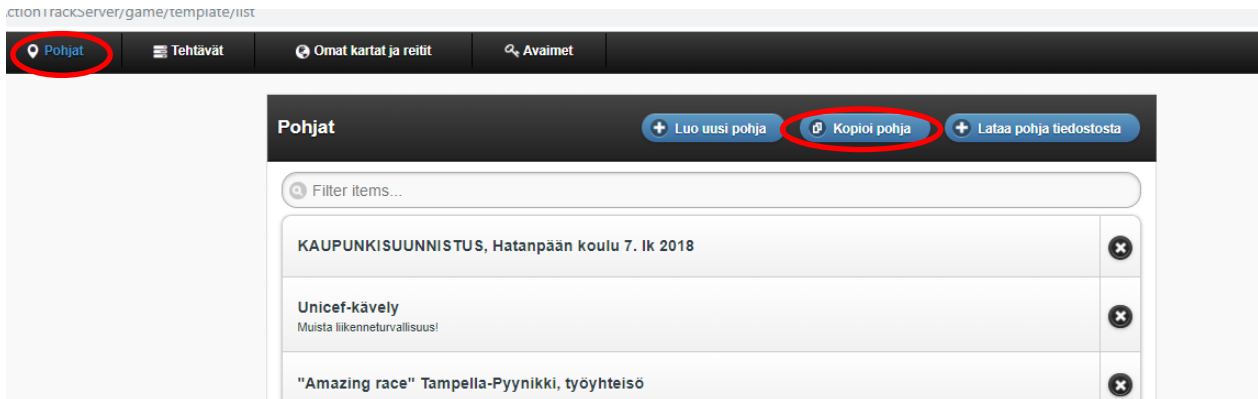 ctionTrackServer/game/template/list
Pohjat Tehtävät Omat kartat ja reitit Avaimet
Pohjat Luo uusi pohja Kopioi pohja Lataa pohja tiedostosta
Filter items...
KAUPUNKISUUNNISTUS, Hatanpään koulu 7. lk 2018
Unicef-kävely
Muista liikenneturvallisuus!
"Amazing race" Tampella-Pyynikki, työyhteisö